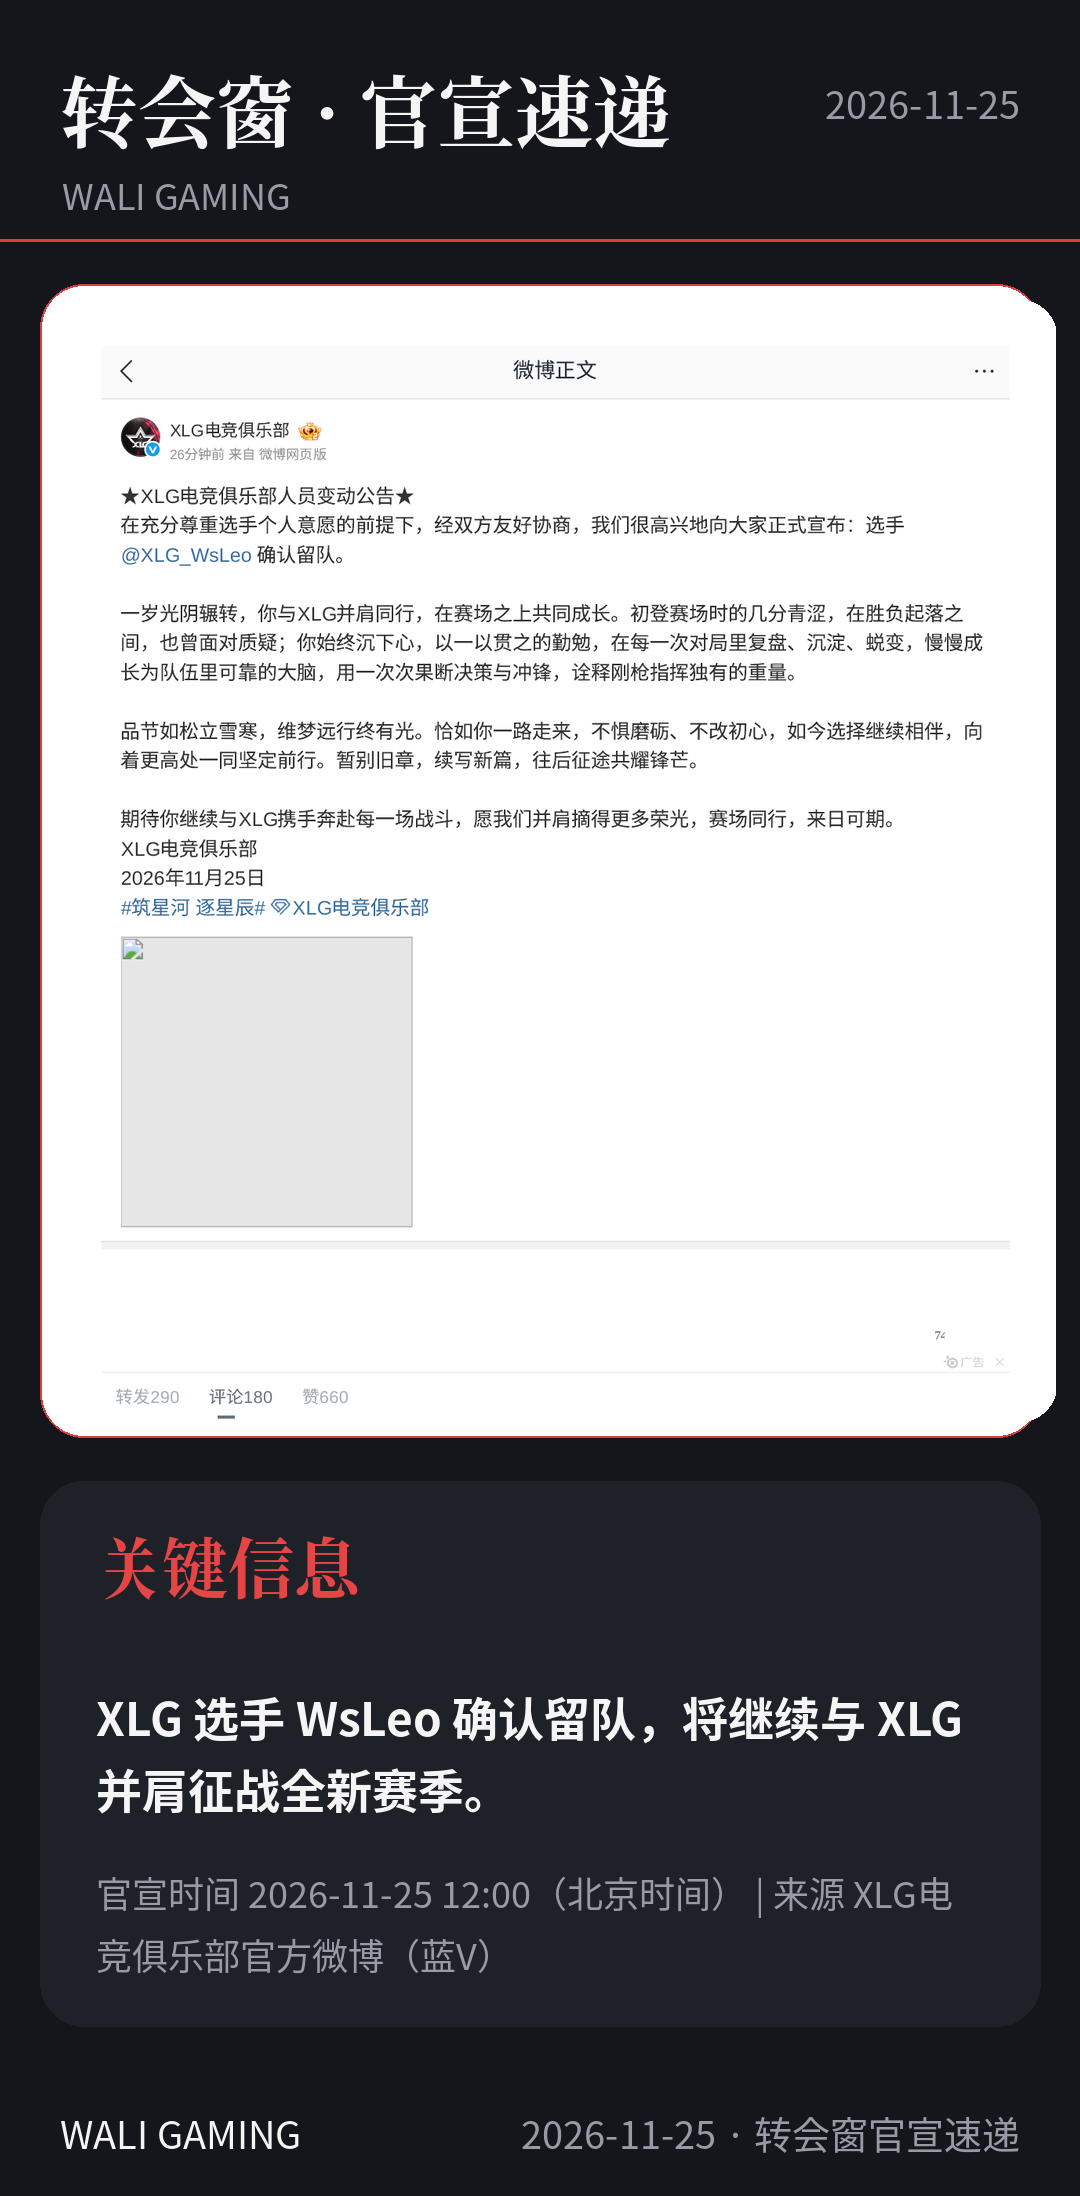 转会窗 · 官宣速递
2026-11-25
WALI GAMING
微博正文
XLG电竞俱乐部
26分钟前 来自 微博网页版
★XLG电竞俱乐部人员变动公告★
在充分尊重选手个人意愿的前提下，经双方友好协商，我们很高兴地向大家正式宣布：选手
@XLG_WsLeo 确认留队。
一岁光阴辗转，你与XLG并肩同行，在赛场之上共同成长。初登赛场时的几分青涩，在胜负起落之
间，也曾面对质疑；你始终沉下心，以一以贯之的勤勉，在每一次对局里复盘、沉淀、蜕变，慢慢成
长为队伍里可靠的大脑，用一次次果断决策与冲锋，诠释刚枪指挥独有的重量。
品节如松立雪寒，维梦远行终有光。恰如你一路走来，不惧磨砺、不改初心，如今选择继续相伴，向
着更高处一同坚定前行。暂别旧章，续写新篇，往后征途共耀锋芒。
期待你继续与XLG携手奔赴每一场战斗，愿我们并肩摘得更多荣光，赛场同行，来日可期。
XLG电竞俱乐部
2026年11月25日
#筑星河 逐星辰# XLG电竞俱乐部
广告
转发290 评论180 赞660
关键信息
XLG 选手 WsLeo 确认留队，将继续与 XLG
并肩征战全新赛季。
官宣时间 2026-11-25 12:00（北京时间） | 来源 XLG电
竞俱乐部官方微博（蓝V）
WALI GAMING
2026-11-25 · 转会窗官宣速递